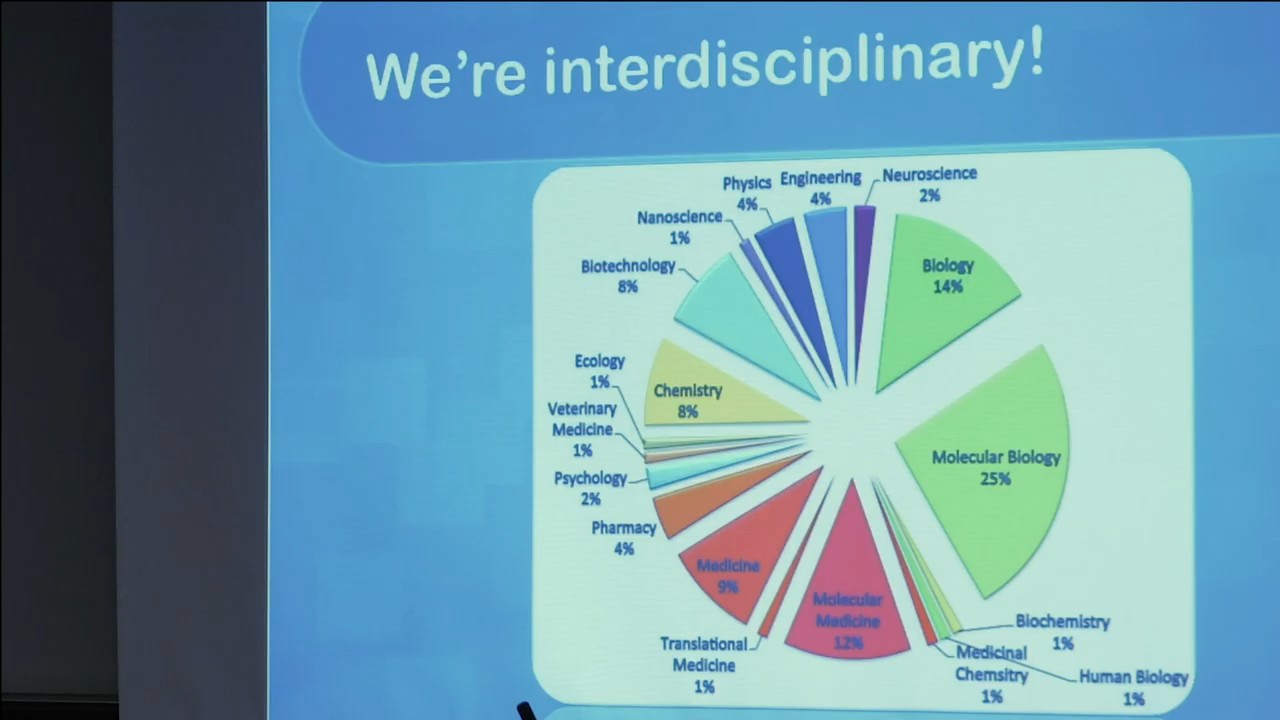 We're interdisciplinary!
Physics
4%
Engineering
4%
Neuroscience
2%
Nanoscience
1%
Biotechnology
8%
Biology
14%
Ecology
1%
Chemistry
8%
Veterinary
Medicine
1%
Molecular Biology
25%
Psychology
2%
Pharmacy
4%
Medicine
9%
Molecular
Medicine
12%
Translational
Medicine
1%
Biochemistry
1%
Medicinal
Chemsitry
1%
Human Biology
1%